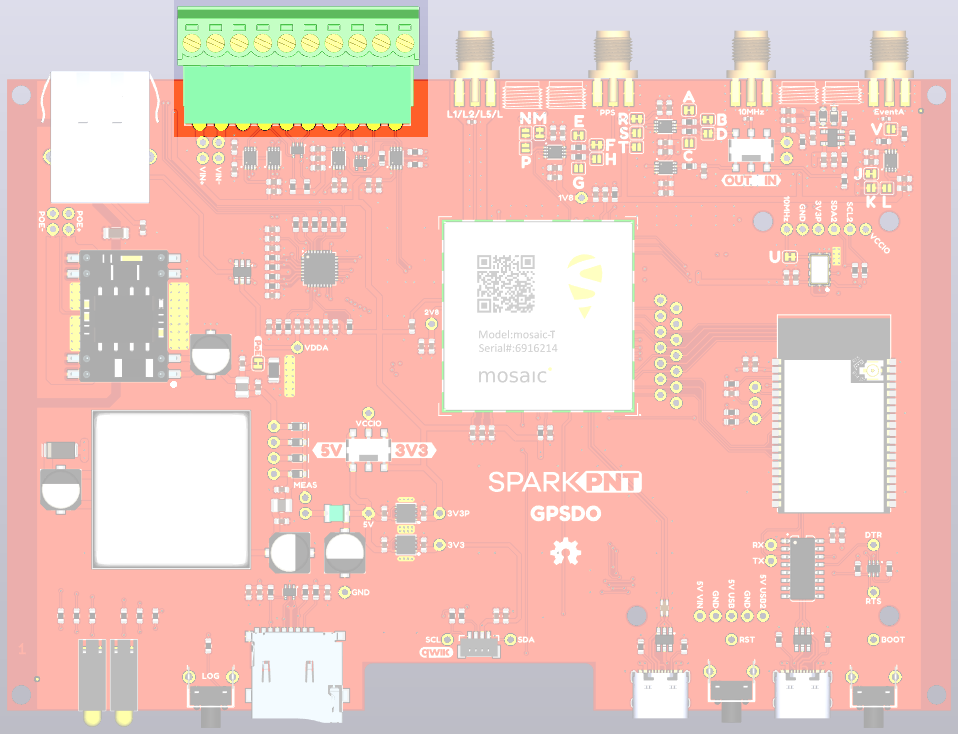 L1/L2/L5/L
PPS
10MHz
EventA
N
M
P
E
F
H
G
R
S
T
A
B
D
C
V
J
K
L
OUT
IN
VIN+
VIN-
POE-
POE+
1V8
10MHz
GND
3V3P
SDA2
SCL2
VCCIO
U
2V8
VDDA
Model:mosaic-T
Serial#:6916214
mosaic
VCCIO
5V
3V3
MEAS
5V
3V3P
3V3
GND
SPARKPNT
GPSDO
RX
TX
DTR
RTS
5V VIN
GND
5V USB
GND
5V USB2
SCL
SDA
qwiic
RST
BOOT
LOG
1